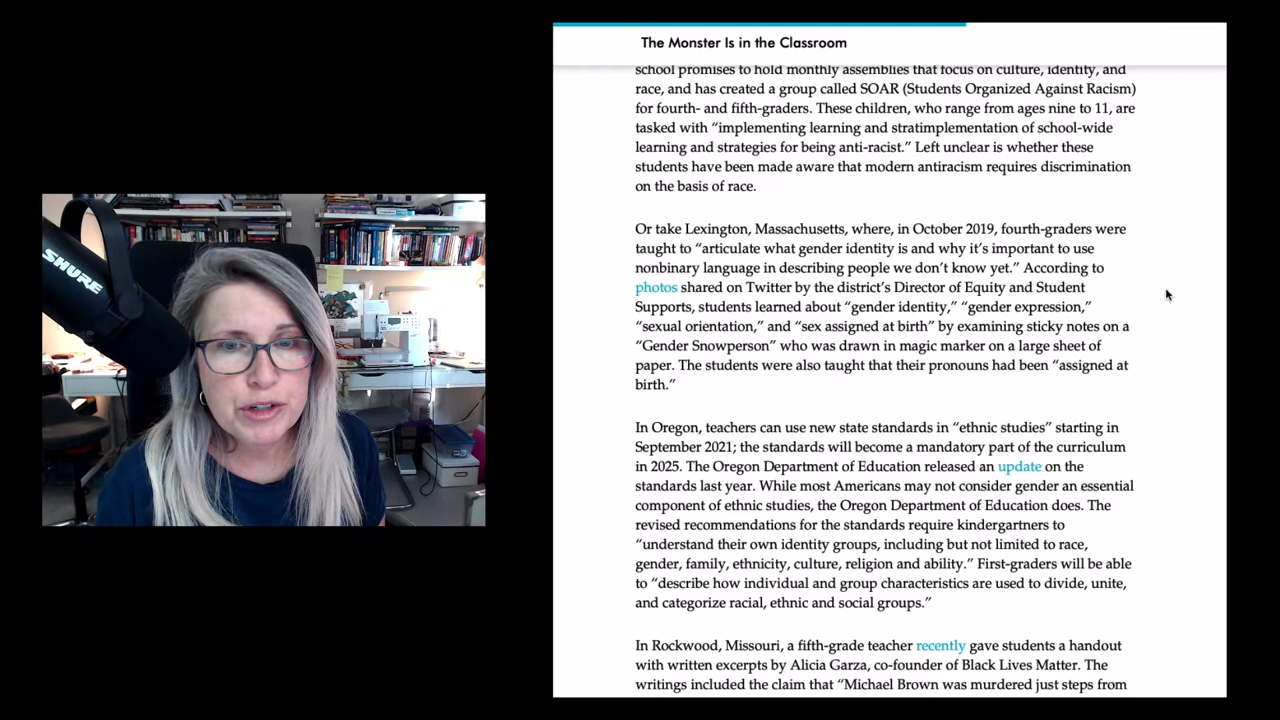 The Monster Is in the Classroom
school promises to hold monthly assemblies that focus on culture, identity, and
race, and has created a group called SOAR (Students Organized Against Racism)
for fourth- and fifth-graders. These children, who range from ages nine to 11, are
tasked with “implementing learning and stratimplementation of school-wide
learning and strategies for being anti-racist.” Left unclear is whether these
students have been made aware that modern antiracism requires discrimination
on the basis of race.
Or take Lexington, Massachusetts, where, in October 2019, fourth-graders were
taught to “articulate what gender identity is and why it’s important to use
nonbinary language in describing people we don’t know yet.” According to
photos shared on Twitter by the district’s Director of Equity and Student
Supports, students learned about “gender identity,” “gender expression,”
“sexual orientation,” and “sex assigned at birth” by examining sticky notes on a
“Gender Snowperson” who was drawn in magic marker on a large sheet of
paper. The students were also taught that their pronouns had been “assigned at
birth.”
In Oregon, teachers can use new state standards in “ethnic studies” starting in
September 2021; the standards will become a mandatory part of the curriculum
in 2025. The Oregon Department of Education released an update on the
standards last year. While most Americans may not consider gender an essential
component of ethnic studies, the Oregon Department of Education does. The
revised recommendations for the standards require kindergartners to
“understand their own identity groups, including but not limited to race,
gender, family, ethnicity, culture, religion and ability.” First-graders will be able
to “describe how individual and group characteristics are used to divide, unite,
and categorize racial, ethnic and social groups.”
In Rockwood, Missouri, a fifth-grade teacher recently gave students a handout
with written excerpts by Alicia Garza, co-founder of Black Lives Matter. The
writings included the claim that “Michael Brown was murdered just steps from
SHURE